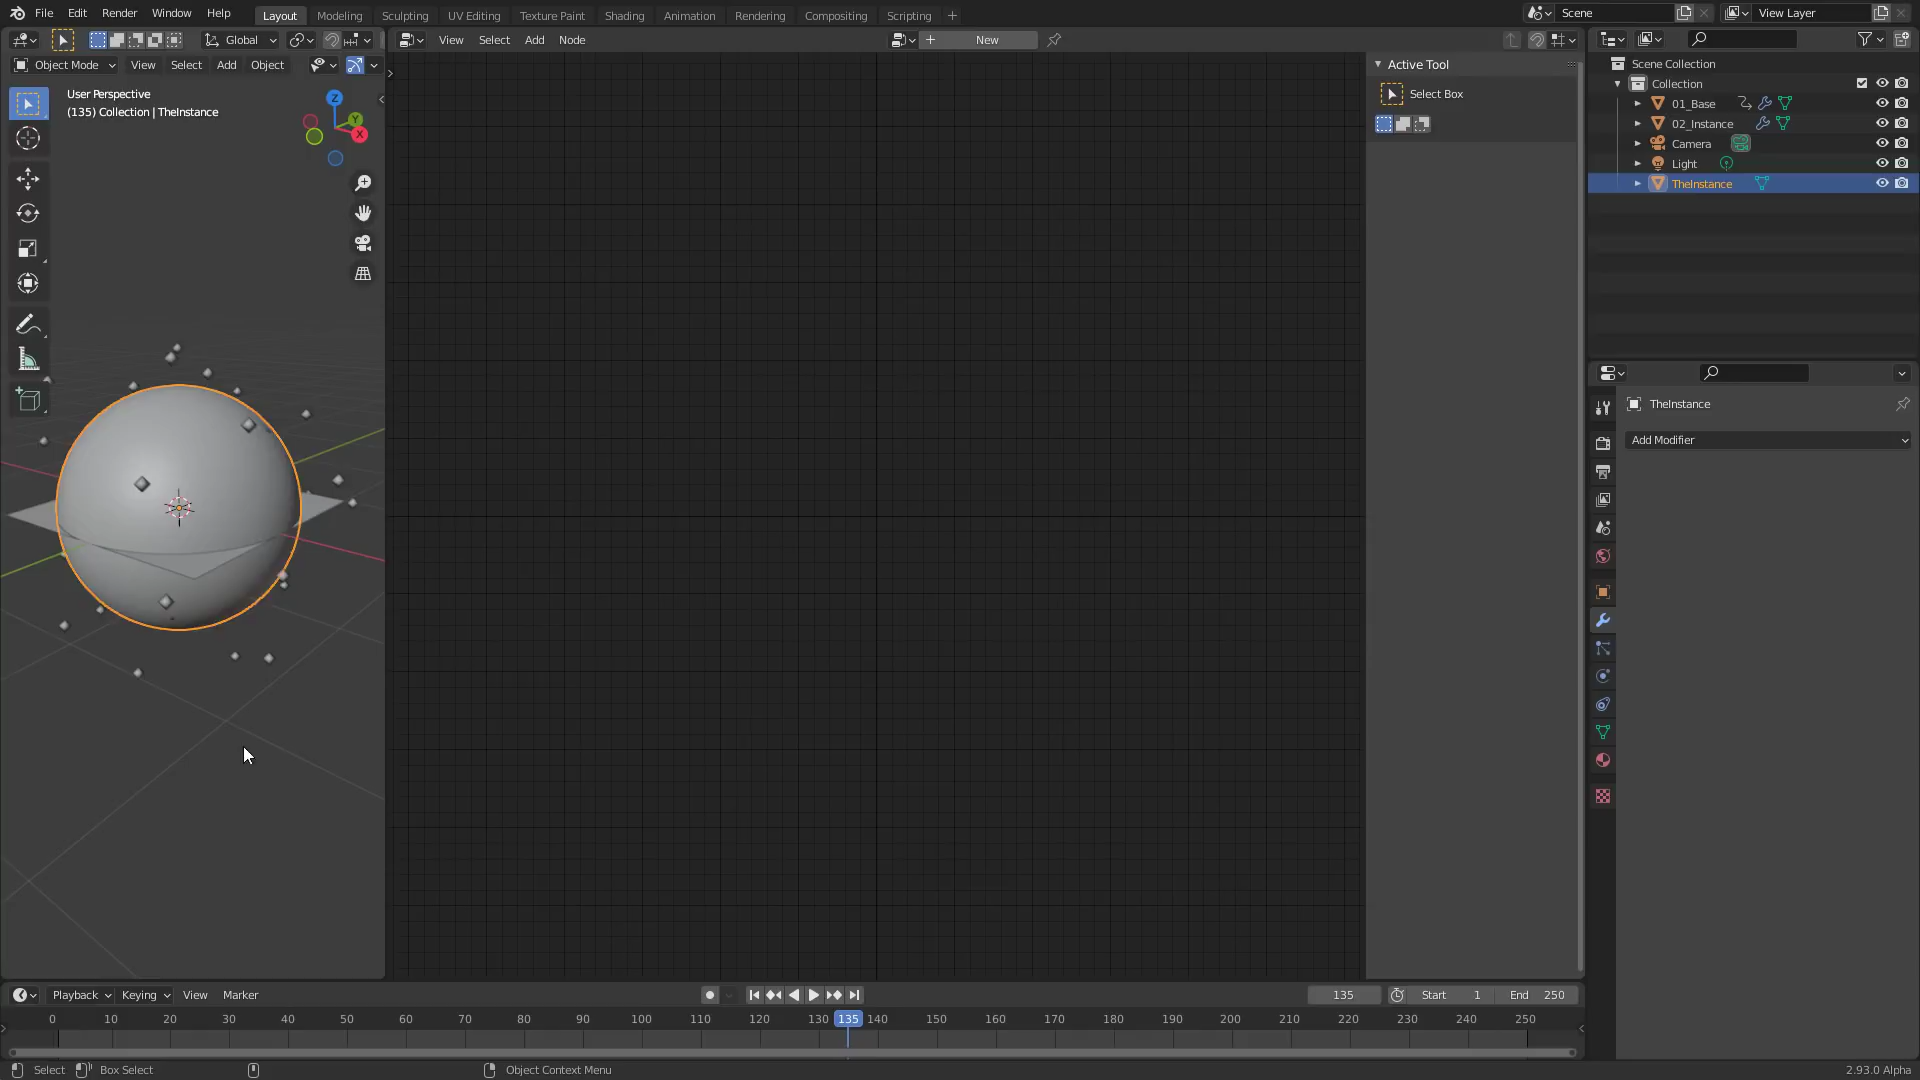 File Edit Render Window Help Layout Modeling Sculpting UV Editing Texture Paint Shading Animation Rendering Compositing Scripting + Scene View Layer
Global View Select Add Node + New
Object Mode View Select Add Object Active Tool Scene Collection
User Perspective Select Box Collection
(135) Collection | TheInstance
Z
Y
X
01_Base
02_Instance
Camera
Light
TheInstance
TheInstance
Add Modifier
Playback Keying View Marker 135 Start 1 End 250
0 10 20 30 40 50 60 70 80 90 100 110 120 130 135 140 150 160 170 180 190 200 210 220 230 240 250
Select Box Select Object Context Menu 2.93.0 Alpha